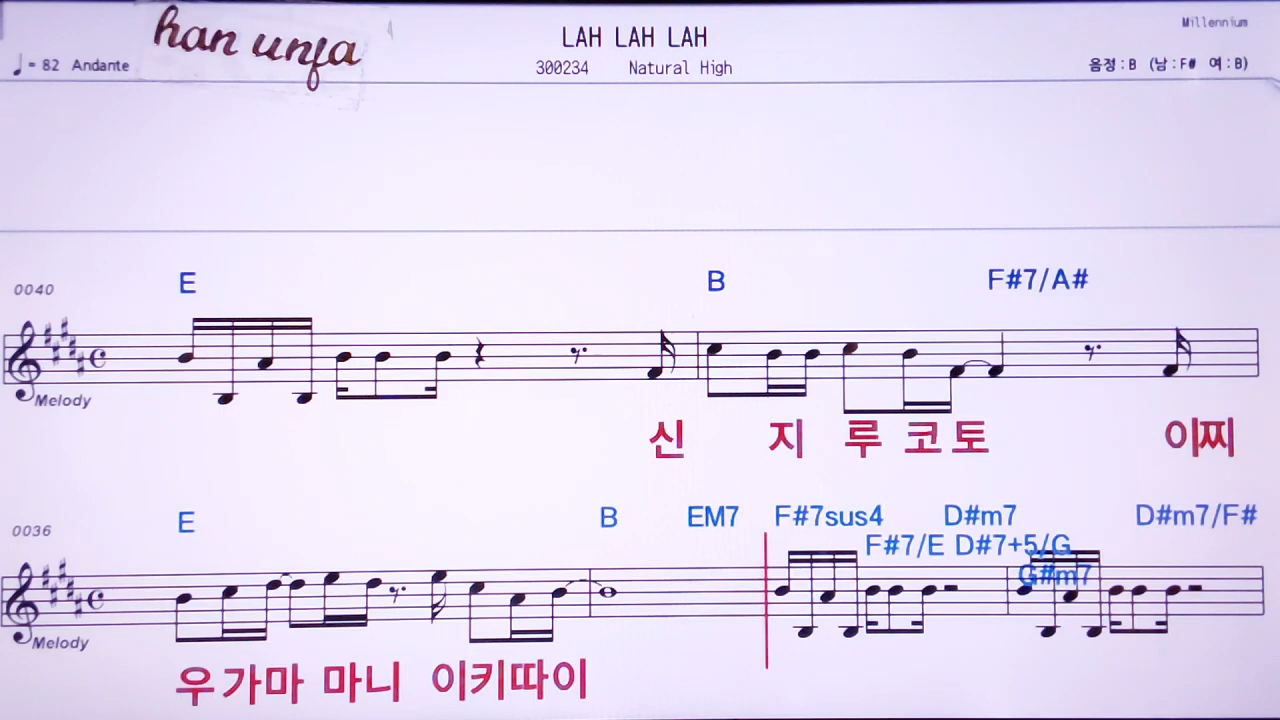 han unja
LAH LAH LAH
Millennium
♩= 82 Andante
300234 Natural High
음정:B (남:F# 여:B)
E B F#7/A#
0040
Melody
신 지 루 코 토 이찌
E B EM7 F#7sus4 D#m7 D#m7/F#
0036
F#7/E D#7+5/G
G#m7
Melody
우가마 마니 이키따이